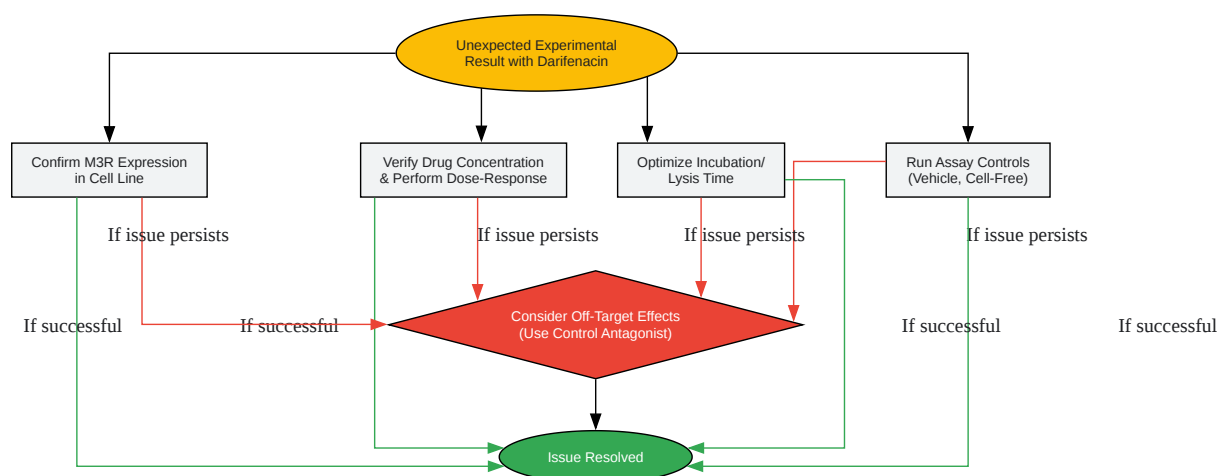 Unexpected Experimental
Result with Darifenacin
Confirm M3R Expression
in Cell Line
Verify Drug Concentration
& Perform Dose-Response
Optimize Incubation/
Lysis Time
Run Assay Controls
(Vehicle, Cell-Free)
If issue persists
If issue persists
If issue persists
If issue persists
If successful
If successful
Consider Off-Target Effects
(Use Control Antagonist)
If successful
If successful
Issue Resolved